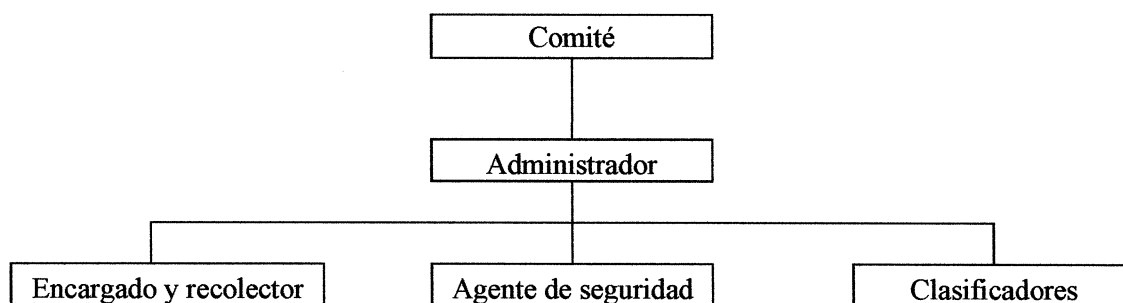 Comité
Administrador
Encargado y recolector
Agente de seguridad
Clasificadores